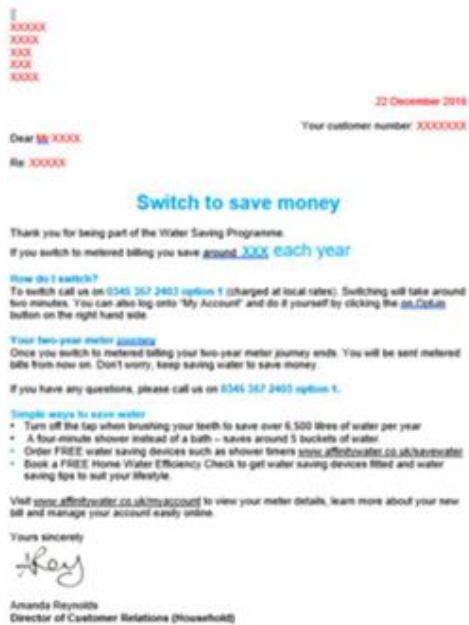 XXXXX
XXXX
XXX
XXX
XXXX
22 December 2016
Your customer number: XXXXXXX
Dear Mr XXXX
Re: XXXXX
Switch to save money
Thank you for being part of the Water Saving Programme.
If you switch to metered billing you save around XXX each year
How do I switch?
To switch call us on 0345 357 2403 option 1 (charged at local rates). Switching will take around
two minutes. You can also log onto "My Account" and do it yourself by clicking the on Opt-in
button on the right hand side.
Your two-year meter journey
Once you switch to metered billing your two-year meter journey ends. You will be sent metered
bills from now on. Don't worry, keep saving water to save money.
If you have any questions, please call us on 0345 357 2403 option 1.
Simple ways to save water
• Turn off the tap when brushing your teeth to save over 6,500 litres of water per year
• A four-minute shower instead of a bath – saves around 5 buckets of water.
• Order FREE water saving devices such as shower timers www.affinitywater.co.uk/savewater
• Book a FREE Home Water Efficiency Check to get water saving devices fitted and water
saving tips to suit your lifestyle.
Visit www.affinitywater.co.uk/myaccount to view your meter details, learn more about your new
bill and manage your account easily online.
Yours sincerely
Amanda Reynolds
Director of Customer Relations (Household)